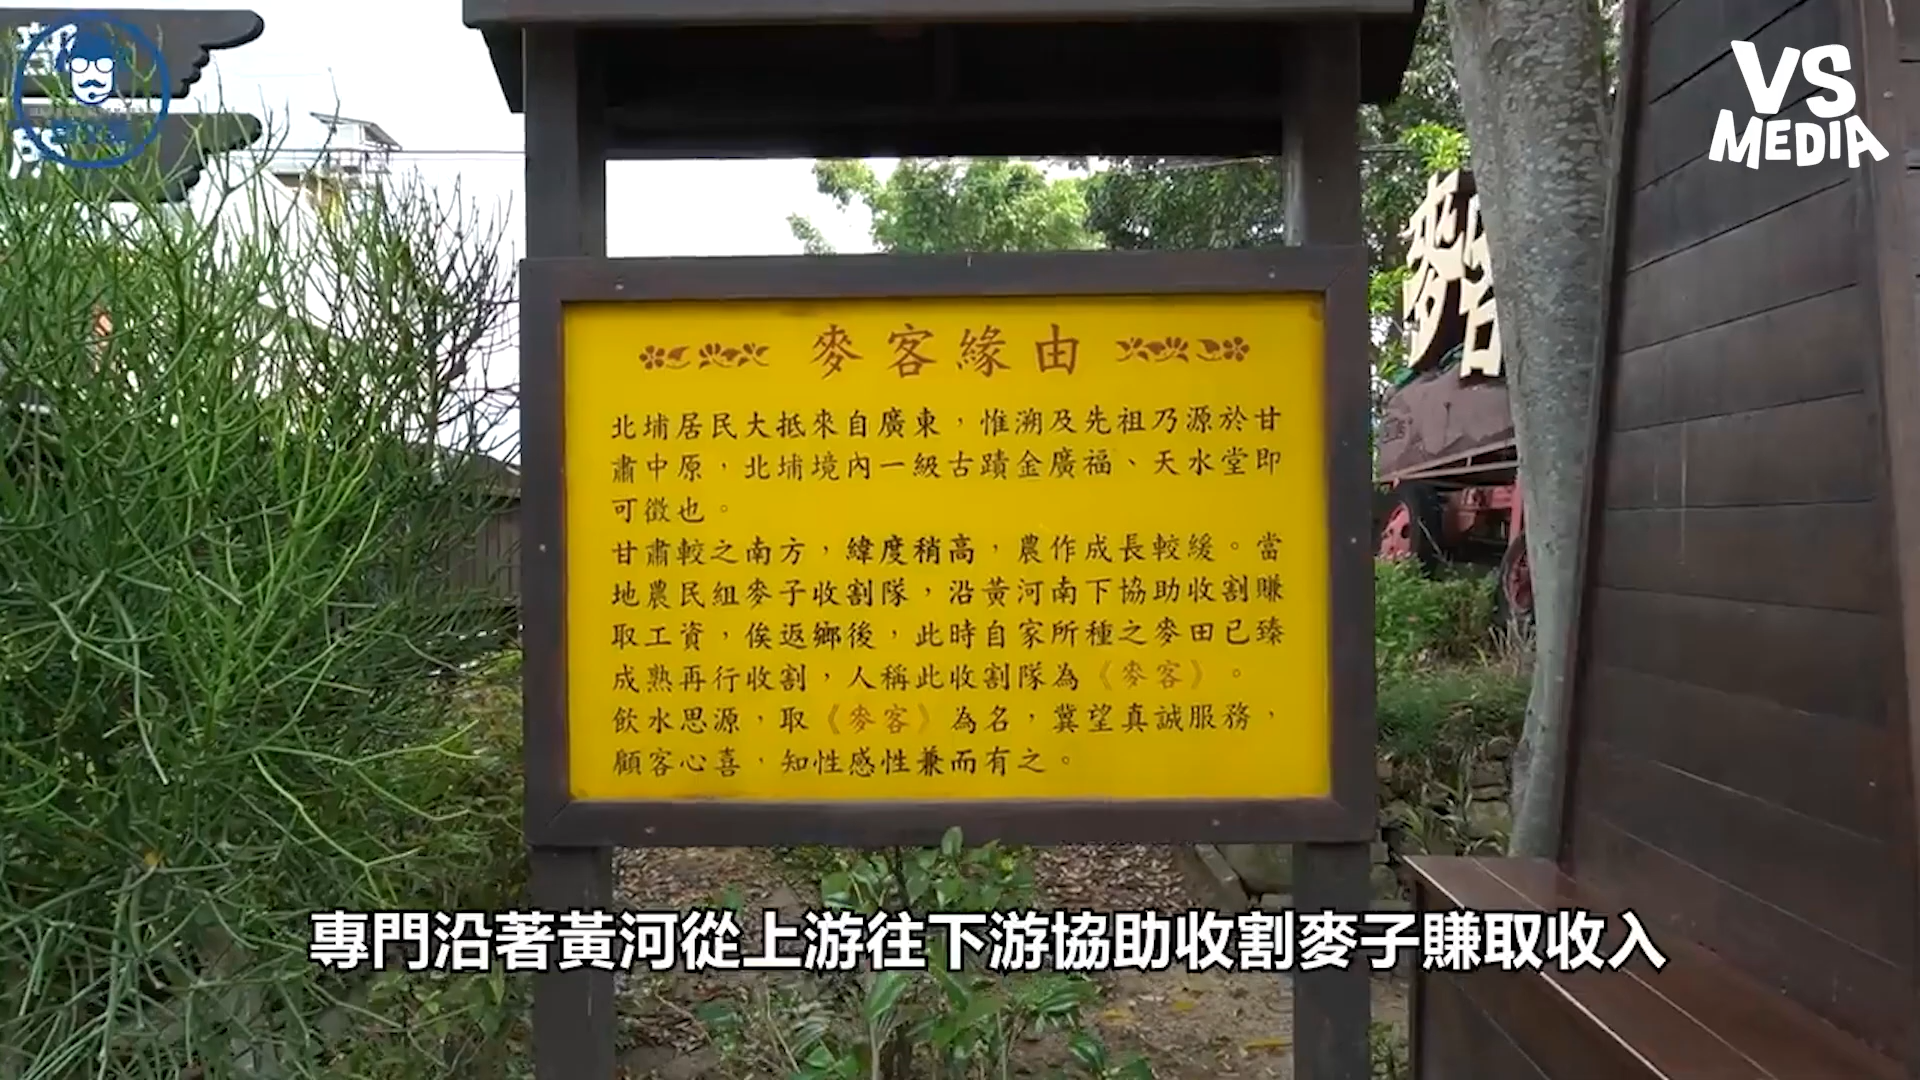 VS
MEDIA
麥客
麥客緣由
北埔居民大抵來自廣東，惟溯及先祖乃源於甘
肅中原，北埔境內一級古蹟金廣福、天水堂即
可徵也。
甘肅較之南方，緯度稍高，農作成長較緩。當
地農民組麥子收割隊，沿黃河南下協助收割賺
取工資，俟返鄉後，此時自家所種之麥田已臻
成熟再行收割，人稱此收割隊為《麥客》。
飲水思源，取《麥客》為名，冀望真誠服務，
顧客心喜，知性感性兼而有之。
專門沿著黃河從上游往下游協助收割麥子賺取收入